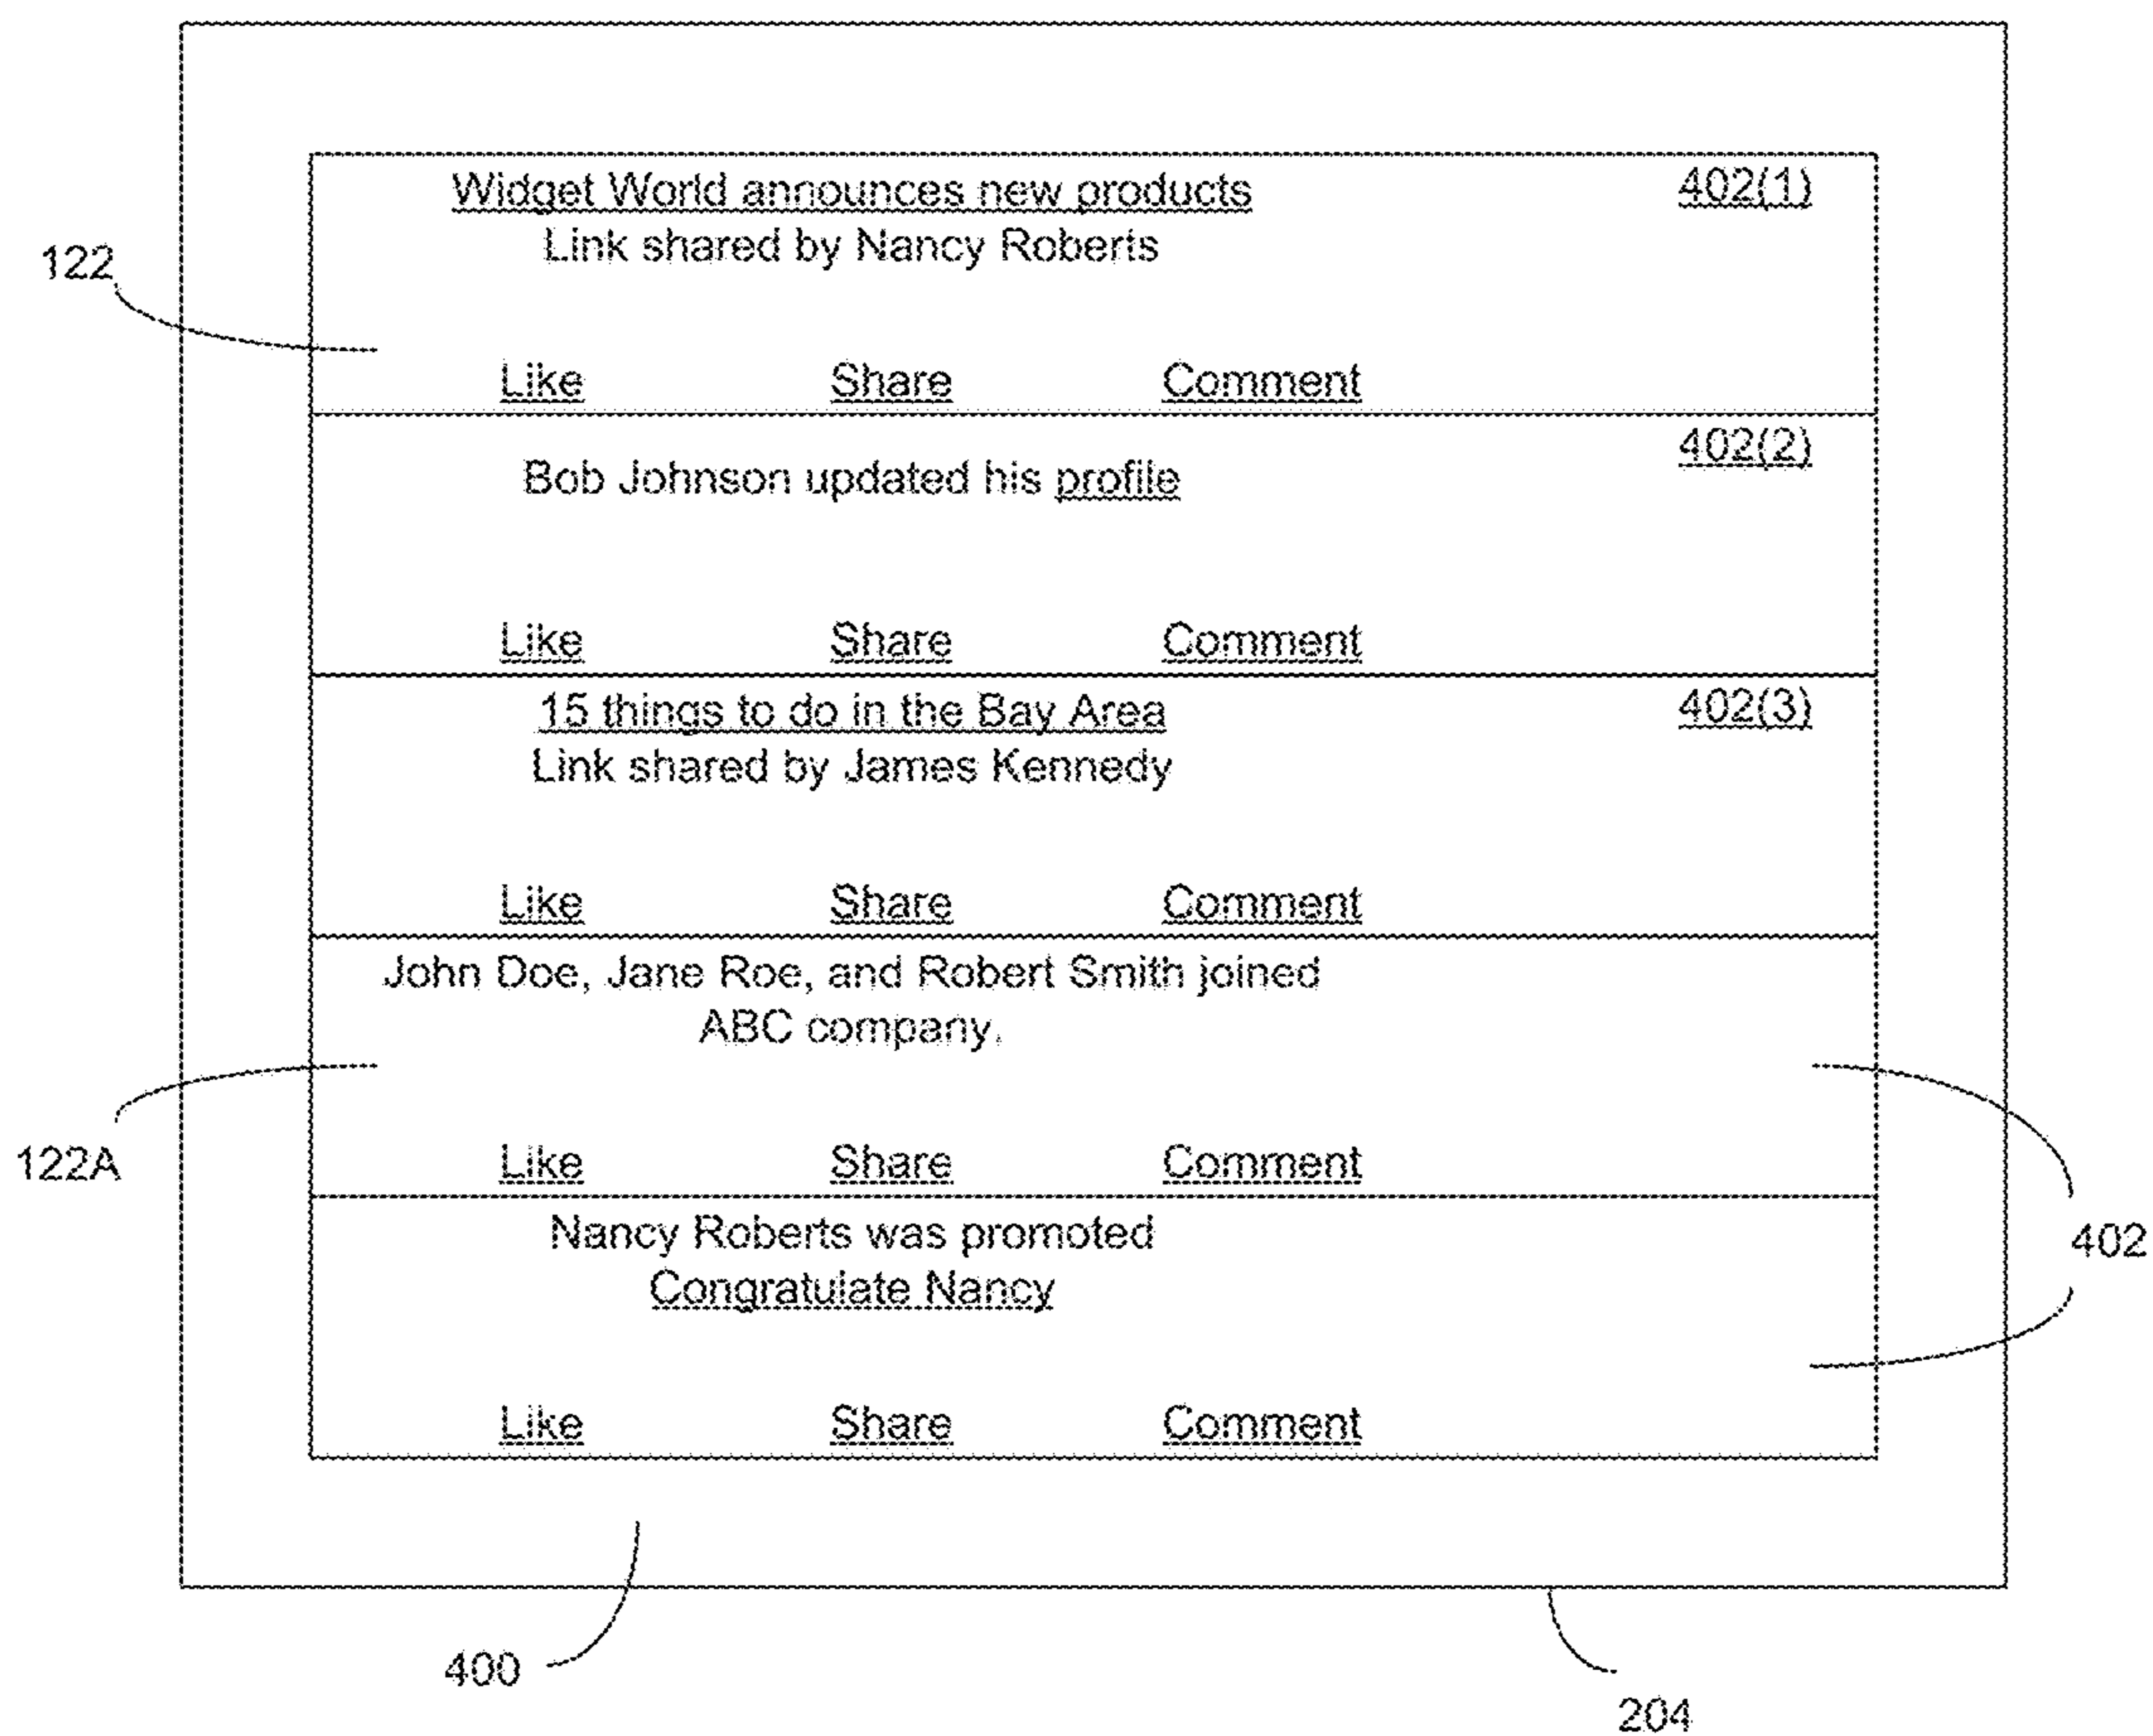 Widget World announces new products 402(1)
Link shared by Nancy Roberts
122
Like Share Comment
402(2)
Bob Johnson updated his profile
Like Share Comment
15 things to do in the Bay Area 402(3)
Link shared by James Kennedy
Like Share Comment
John Doe, Jane Roe, and Robert Smith joined
ABC company.
122A
Like Share Comment
Nancy Roberts was promoted
402
Congratulate Nancy
Like Share Comment
400
204